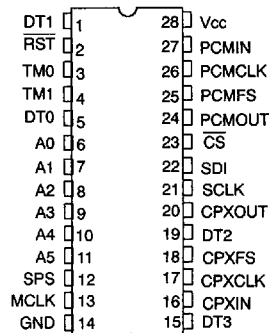 DT1 1 28 Vcc
RST 2 27 PCMIN
TM0 3 26 PCMCLK
TM1 4 25 PCMFS
DT0 5 24 PCMOUT
A0 6 23 CS
A1 7 22 SDI
A2 8 21 SCLK
A3 9 20 CPXOUT
A4 10 19 DT2
A5 11 18 CPXFS
SPS 12 17 CPXCLK
MCLK 13 16 CPXIN
GND 14 15 DT3